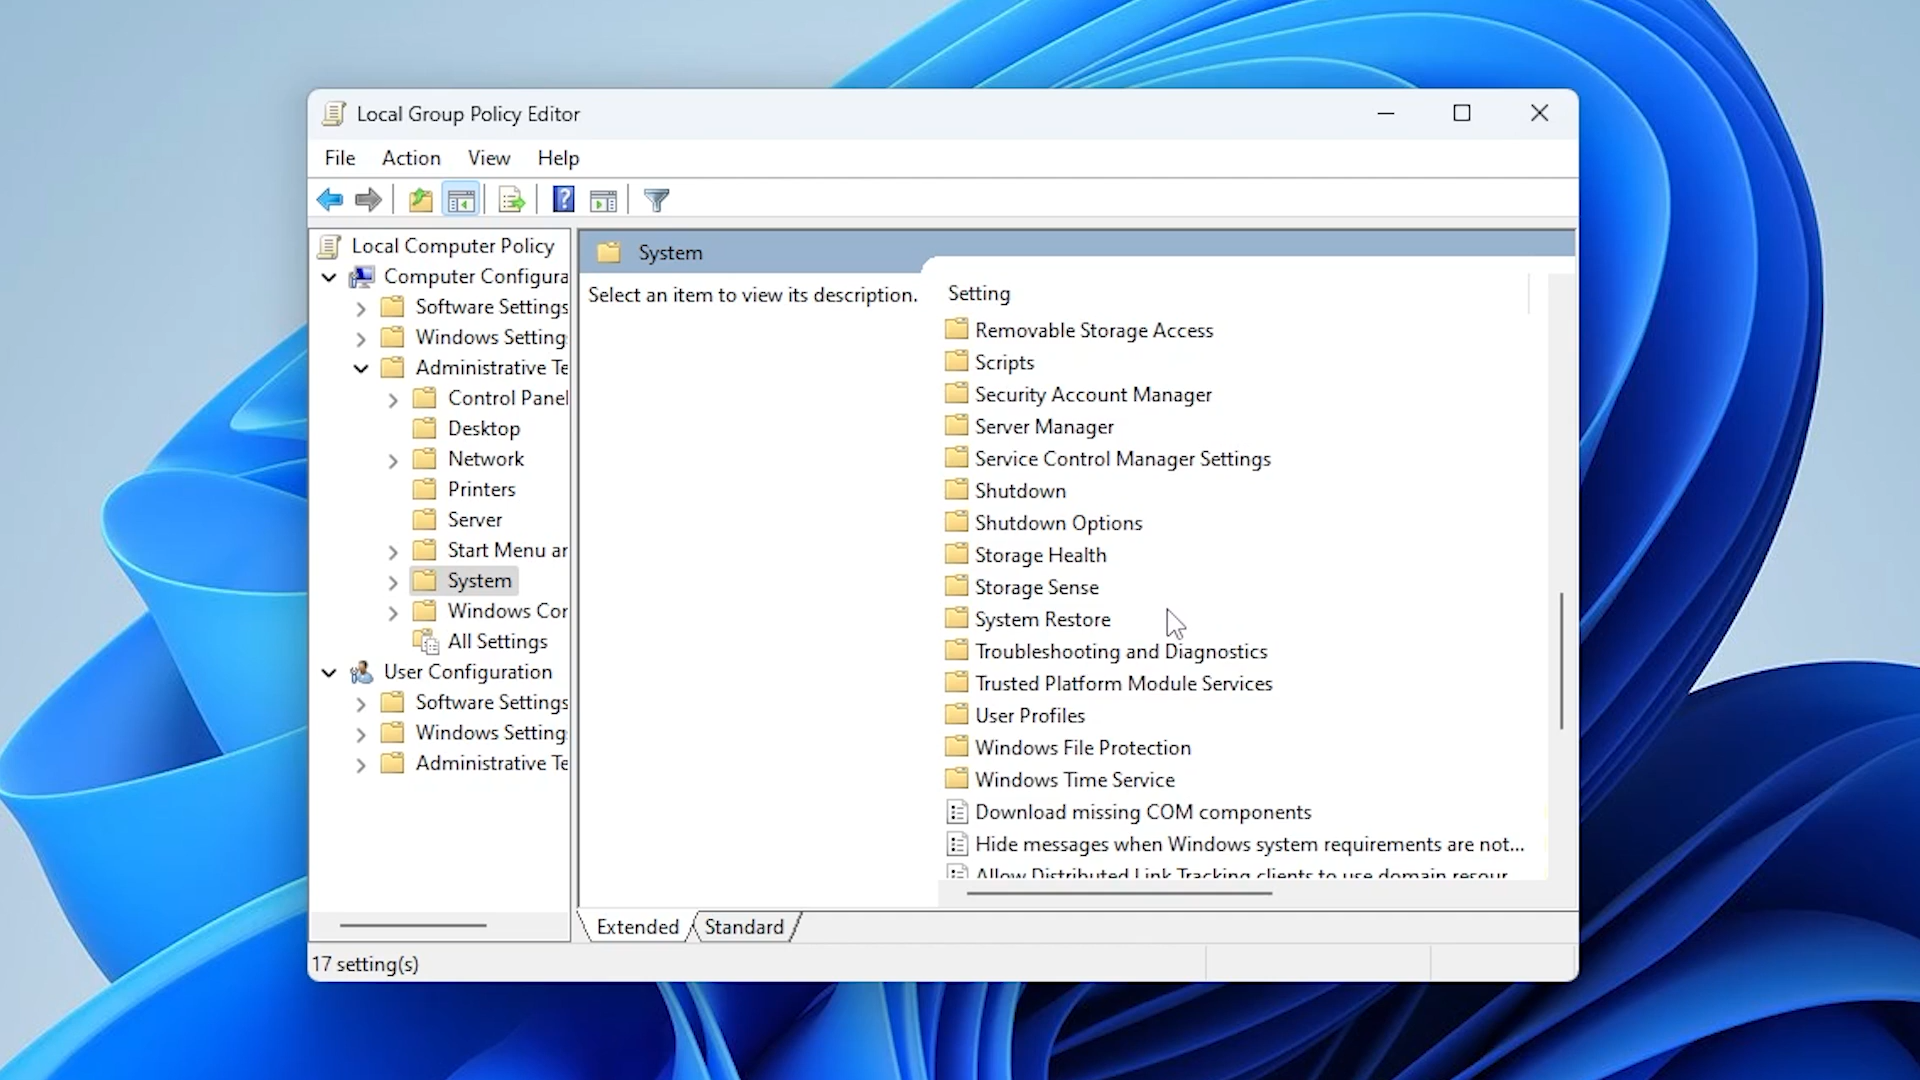 Local Group Policy Editor
File Action View Help
Local Computer Policy
Computer Configura
Software Settings
Windows Setting
Administrative Te
Control Panel
Desktop
Network
Printers
Server
Start Menu ar
System
Windows Cor
All Settings
User Configuration
Software Settings
Windows Setting
Administrative Te
System
Select an item to view its description.
Setting
Removable Storage Access
Scripts
Security Account Manager
Server Manager
Service Control Manager Settings
Shutdown
Shutdown Options
Storage Health
Storage Sense
System Restore
Troubleshooting and Diagnostics
Trusted Platform Module Services
User Profiles
Windows File Protection
Windows Time Service
Download missing COM components
Hide messages when Windows system requirements are not...
Allow Distributed Link Tracking clients to use domain resour
Extended Standard
17 setting(s)